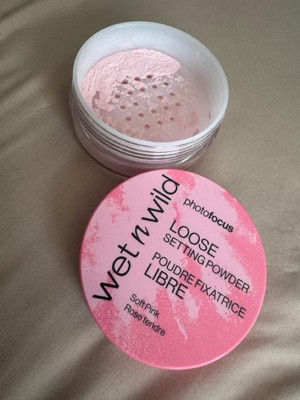 wet n wild
photofocus
LOOSE
SETTING POWDER
POUDRE FIXATRICE
LIBRE
Soft Pink
Rose tendre